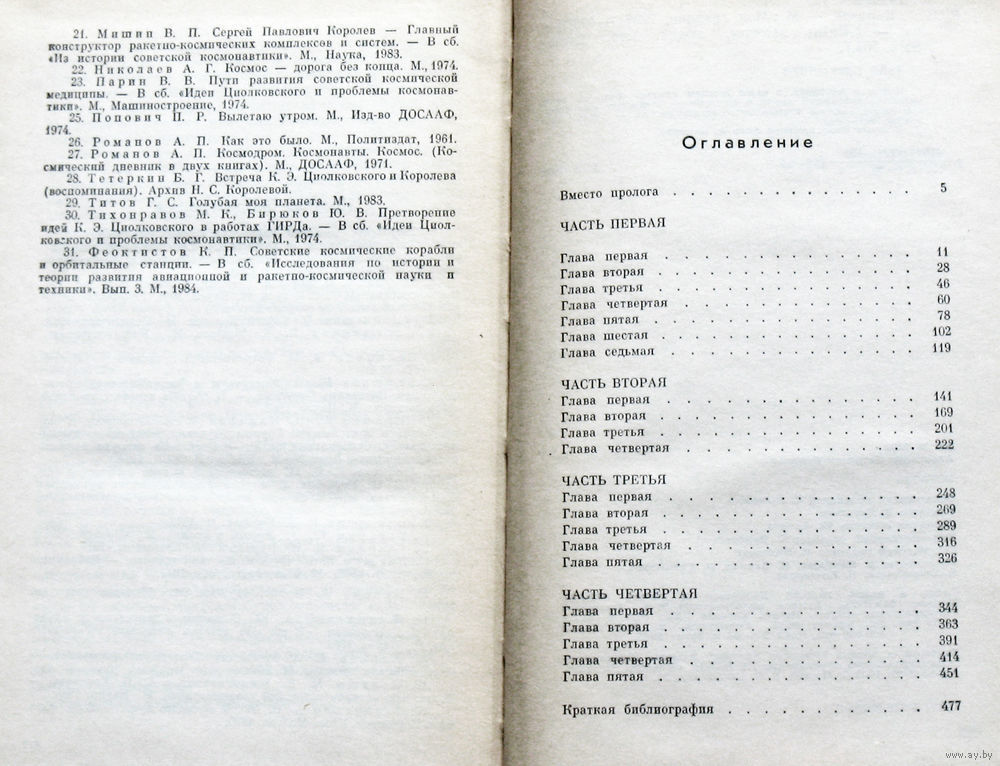 21. Мишин В. П. Сергей Павлович Королев — Главный
конструктор ракетно-космических комплексов и систем. — В сб.
«Из истории советской космонавтики». М., Наука, 1983.
22. Николаев А. Г. Космос — дорога без конца. М., 1974.
23. Парин В. В. Пути развития советской космической
медицины. — В сб. «Идеи Циолковского и проблемы космонав-
тики». М., Машиностроение, 1974.
25. Попович П. Р. Вылетаю утром. М., Изд-во ДОСААФ,
1974.
26. Романов А. П. Как это было. М., Политиздат, 1961.
27. Романов А. П. Космодром. Космонавты. Космос. (Ко-
смический дневник в двух книгах). М., ДОСААФ, 1971.
28. Тетеркин Б. Г. Встреча К. Э. Циолковского и Королева
(воспоминания). Архив Н. С. Королевой.
29. Титов Г. С. Голубая моя планета. М., 1983.
30. Тихонравов М. К., Бирюков Ю. В. Претворение
идей К. Э. Циолковского в работах ГИРДа. — В сб. «Идеи Циол-
ковского и проблемы космонавтики». М., 1974.
31. Феоктистов К. П. Советские космические корабли
и орбитальные станции. — В сб. «Исследования по истории и
теории развития авиационной и ракетно-космической науки и
техники». Вып. 3. М., 1984.
Оглавление
Вместо пролога . . . . . . . . . . . . . . 5
ЧАСТЬ ПЕРВАЯ
Глава первая . . . . . . . . . . . . . . 11
Глава вторая . . . . . . . . . . . . . . 28
Глава третья . . . . . . . . . . . . . . 46
Глава четвертая . . . . . . . . . . . . . 60
Глава пятая . . . . . . . . . . . . . . 78
Глава шестая . . . . . . . . . . . . . . 102
Глава седьмая . . . . . . . . . . . . . 119
ЧАСТЬ ВТОРАЯ
Глава первая . . . . . . . . . . . . . . 141
Глава вторая . . . . . . . . . . . . . . 169
Глава третья . . . . . . . . . . . . . . 201
Глава четвертая . . . . . . . . . . . . . 222
ЧАСТЬ ТРЕТЬЯ
Глава первая . . . . . . . . . . . . . . 248
Глава вторая . . . . . . . . . . . . . . 269
Глава третья . . . . . . . . . . . . . . 289
Глава четвертая . . . . . . . . . . . . . 316
Глава пятая . . . . . . . . . . . . . . 326
ЧАСТЬ ЧЕТВЕРТАЯ
Глава первая . . . . . . . . . . . . . . 344
Глава вторая . . . . . . . . . . . . . . 363
Глава третья . . . . . . . . . . . . . . 391
Глава четвертая . . . . . . . . . . . . . 414
Глава пятая . . . . . . . . . . . . . . 451
Краткая библиография . . . . . . . . . . . 477
www.ay.by